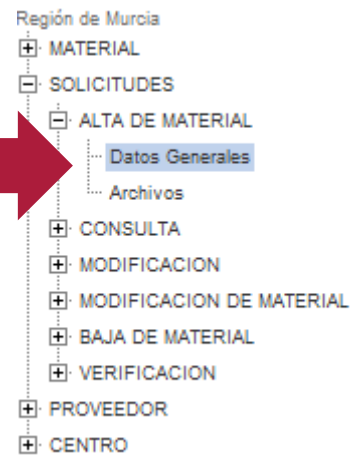 Región de Murcia
MATERIAL
SOLICITUDES
ALTA DE MATERIAL
Datos Generales
Archivos
CONSULTA
MODIFICACION
MODIFICACION DE MATERIAL
BAJA DE MATERIAL
VERIFICACION
PROVEEDOR
CENTRO